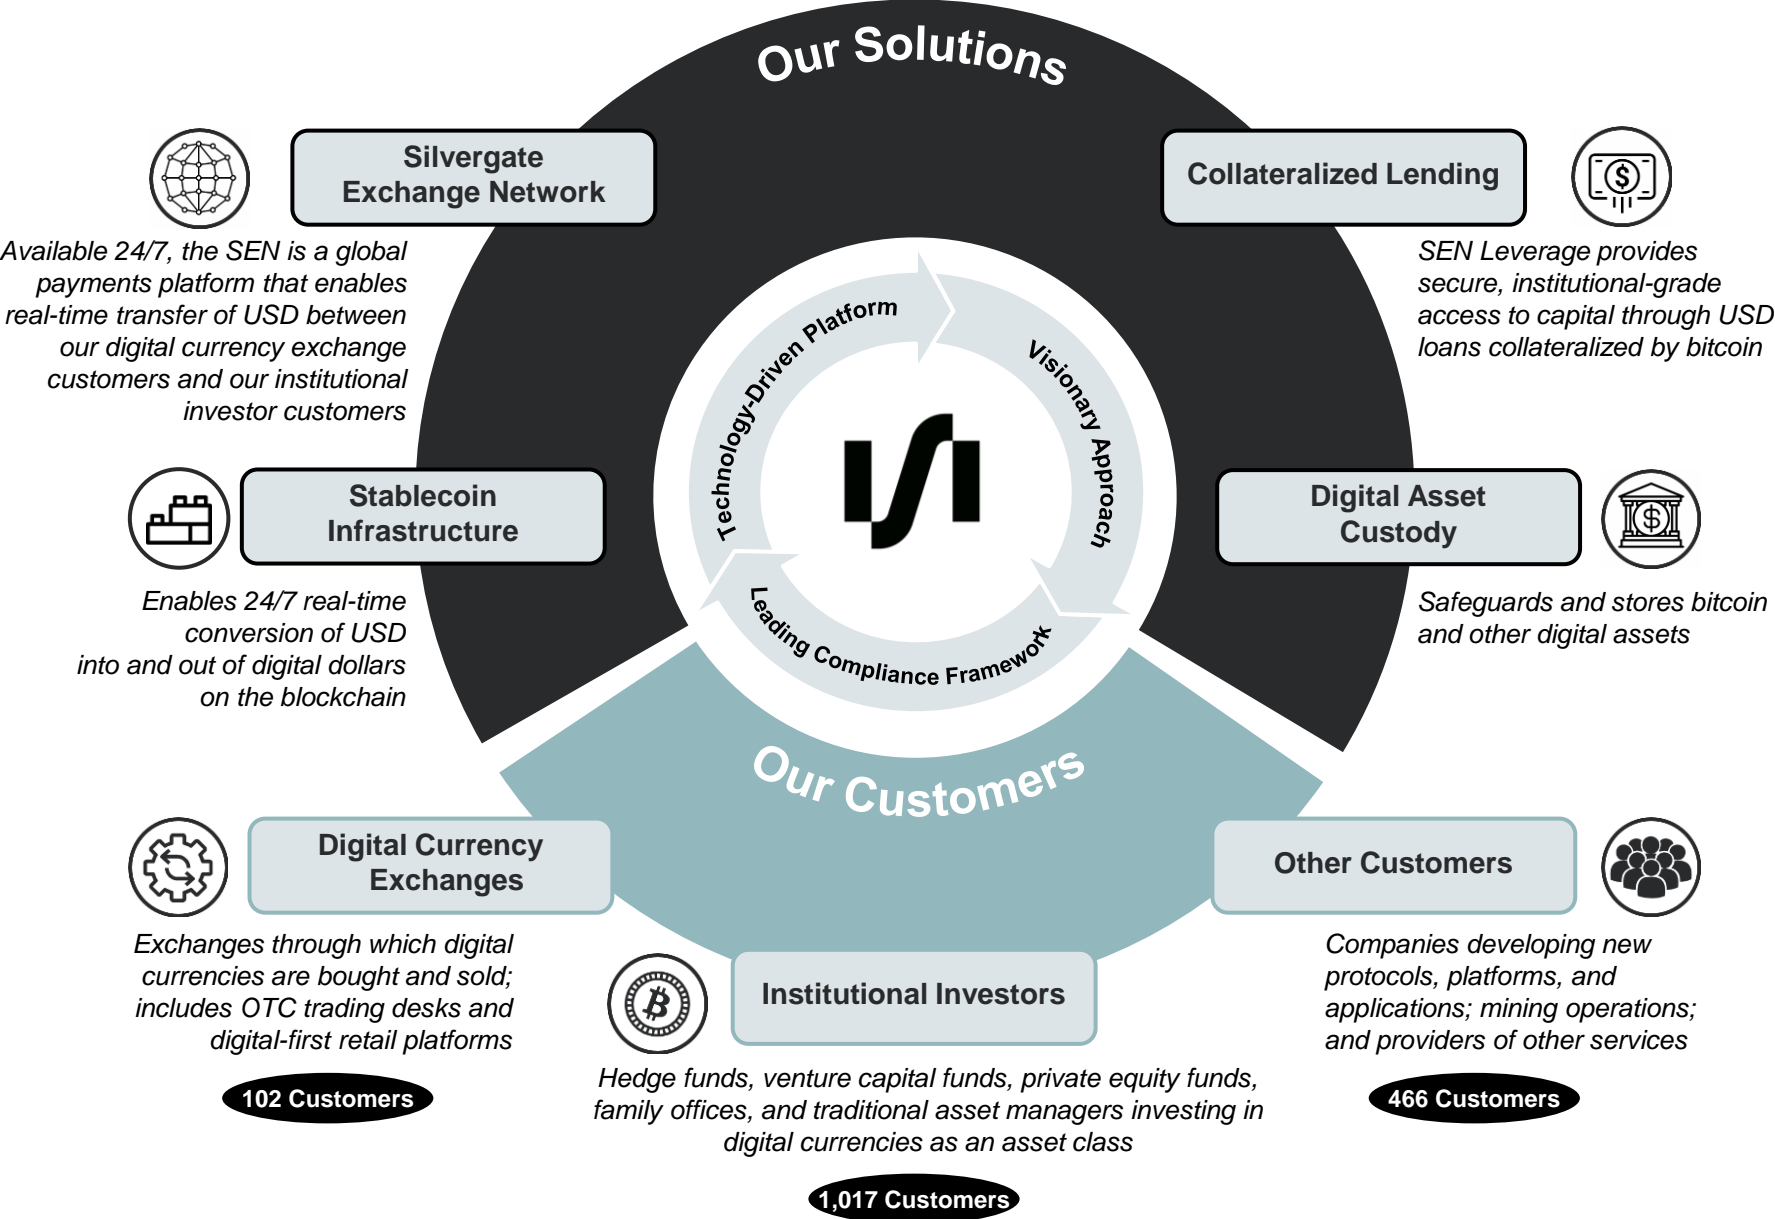 Our Solutions
Silvergate
Exchange Network
Available 24/7, the SEN is a global
payments platform that enables
real-time transfer of USD between
our digital currency exchange
customers and our institutional
investor customers
Collateralized Lending
SEN Leverage provides
secure, institutional-grade
access to capital through USD
loans collateralized by bitcoin
Technology-Driven Platform
Visionary Approach
Leading Compliance Framework
Stablecoin
Infrastructure
Enables 24/7 real-time
conversion of USD
into and out of digital dollars
on the blockchain
Digital Asset
Custody
Safeguards and stores bitcoin
and other digital assets
Our Customers
Digital Currency
Exchanges
Exchanges through which digital
currencies are bought and sold;
includes OTC trading desks and
digital-first retail platforms
102 Customers
Institutional Investors
Hedge funds, venture capital funds, private equity funds,
family offices, and traditional asset managers investing in
digital currencies as an asset class
1,017 Customers
Other Customers
Companies developing new
protocols, platforms, and
applications; mining operations;
and providers of other services
466 Customers